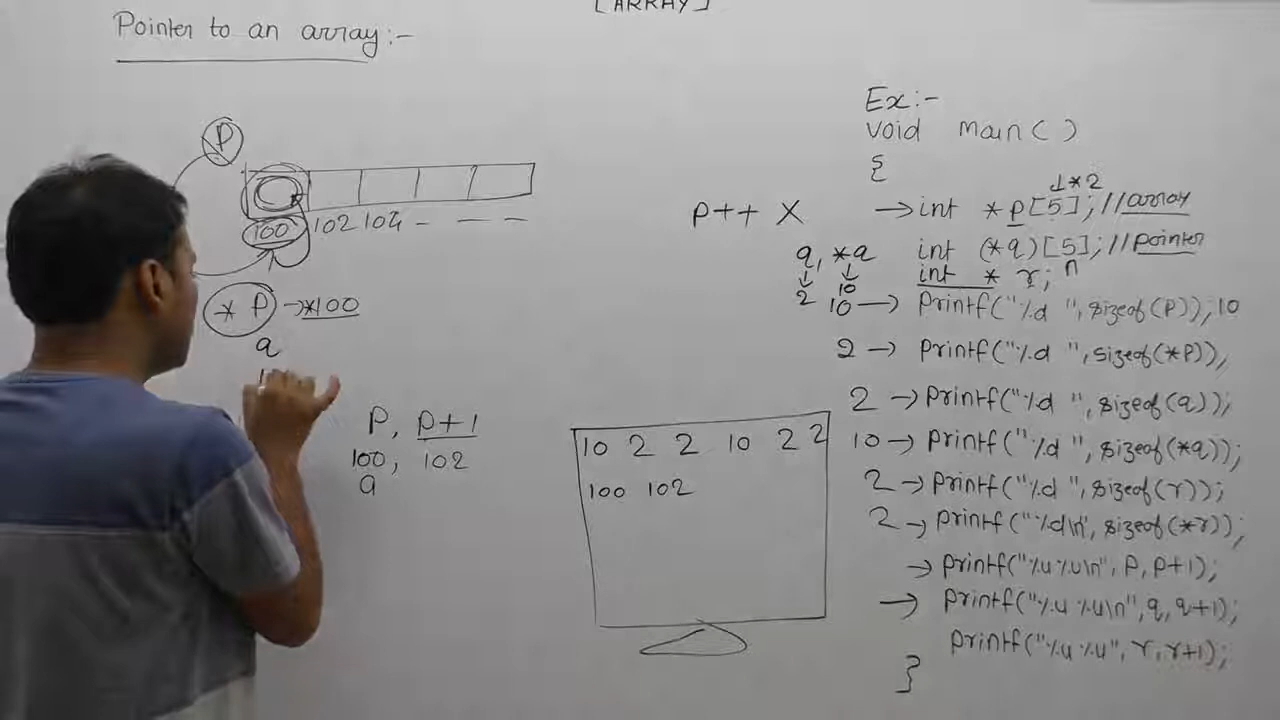 [ARRAY]
Pointer to an array:-
P
100 102 104 - - -
* P → *100
q
P, P+1
100, 102
q
P++ X
q, *q
↓ ↓
2 10
10 2 2 10 2 2
100 102
Ex:-
void main( )
{
↓*2
→ int *p[5]; //array
int (*q)[5]; //pointer
int * r;
10 → printf("%d ", sizeof(P)); 10
2 → printf("%d ", sizeof(*P));
2 → printf("%d ", sizeof(q));
10 → printf("%d ", sizeof(*q));
2 → printf("%d ", sizeof(r));
2 → printf("%d\n", sizeof(*r));
→ printf("%u %u\n", P, P+1);
→ printf("%u %u\n", q, q+1);
printf("%u %u", r, r+1);
}